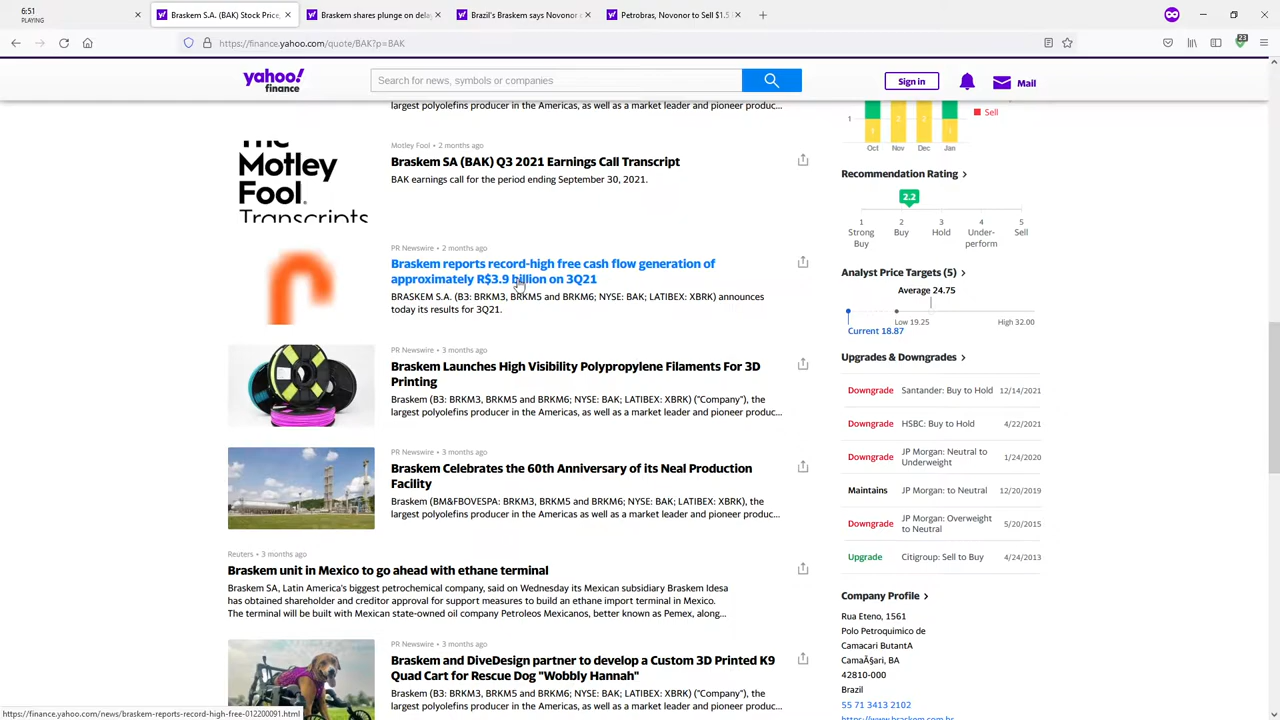 6:51
PLAYING
Braskem S.A. (BAK) Stock Price,
Braskem shares plunge on delay
Brazil's Braskem says Novonor c
Petrobras, Novonor to Sell $1.5
23
https://finance.yahoo.com/quote/BAK?p=BAK
yahoo!
finance
Search for news, symbols or companies
Sign in
Mail
largest polyolefins producer in the Americas, as well as a market leader and pioneer produc...
The
Motley
Fool.
Transcripts
Motley Fool • 2 months ago
Braskem SA (BAK) Q3 2021 Earnings Call Transcript
BAK earnings call for the period ending September 30, 2021.
PR Newswire • 2 months ago
Braskem reports record-high free cash flow generation of
approximately R$3.9 billion on 3Q21
BRASKEM S.A. (B3: BRKM3, BRKM5 and BRKM6; NYSE: BAK; LATIBEX: XBRK) announces
today its results for 3Q21.
PR Newswire • 3 months ago
Braskem Launches High Visibility Polypropylene Filaments For 3D
Printing
Braskem (B3: BRKM3, BRKM5 and BRKM6; NYSE: BAK; LATIBEX: XBRK) ("Company"), the
largest polyolefins producer in the Americas, as well as a market leader and pioneer produc...
PR Newswire • 3 months ago
Braskem Celebrates the 60th Anniversary of its Neal Production
Facility
Braskem (BM&FBOVESPA: BRKM3, BRKM5 and BRKM6; NYSE: BAK; LATIBEX: XBRK), the
largest polyolefins producer in the Americas as well as a market leader and pioneer produc...
Reuters • 3 months ago
Braskem unit in Mexico to go ahead with ethane terminal
Braskem SA, Latin America's biggest petrochemical company, said on Wednesday its Mexican subsidiary Braskem Idesa
has obtained shareholder and creditor approval for support measures to build an ethane import terminal in Mexico.
The terminal will be built with Mexican state-owned oil company Petroleos Mexicanos, better known as Pemex, along...
PR Newswire • 3 months ago
Braskem and DiveDesign partner to develop a Custom 3D Printed K9
Quad Cart for Rescue Dog "Wobbly Hannah"
Braskem (B3: BRKM3, BRKM5 and BRKM6; NYSE: BAK; LATIBEX: XBRK) ("Company"), the
largest polyolefins producer in the Americas, as well as a market leader and pioneer produc...
https://finance.yahoo.com/news/braskem-reports-record-high-free-012200091.html
1
Sell
Oct Nov Dec Jan
Recommendation Rating
2.2
1 2 3 4 5
Strong Buy Buy Hold Under-perform Sell
Analyst Price Targets (5)
Average 24.75
Low 19.25 High 32.00
Current 18.87
Upgrades & Downgrades
Downgrade Santander: Buy to Hold 12/14/2021
Downgrade HSBC: Buy to Hold 4/22/2021
Downgrade JP Morgan: Neutral to Underweight 1/24/2020
Maintains JP Morgan: to Neutral 12/20/2019
Downgrade JP Morgan: Overweight to Neutral 5/20/2015
Upgrade Citigroup: Sell to Buy 4/24/2013
Company Profile
Rua Eteno, 1561
Polo Petroquimico de
Camacari ButantA
CamaÃ§ari, BA
42810-000
Brazil
55 71 3413 2102
https://www.braskem.com.br